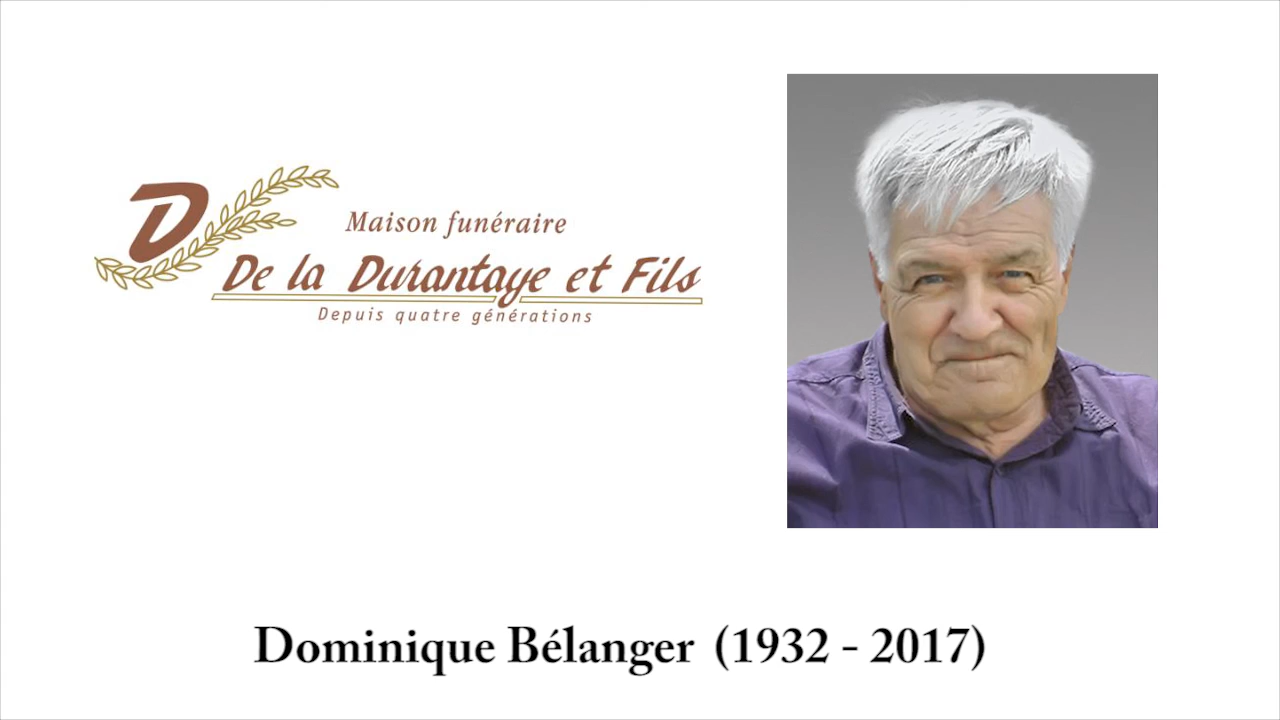 D
Maison funéraire
De la Durantaye et Fils
Depuis quatre générations
Dominique Bélanger (1932 - 2017)